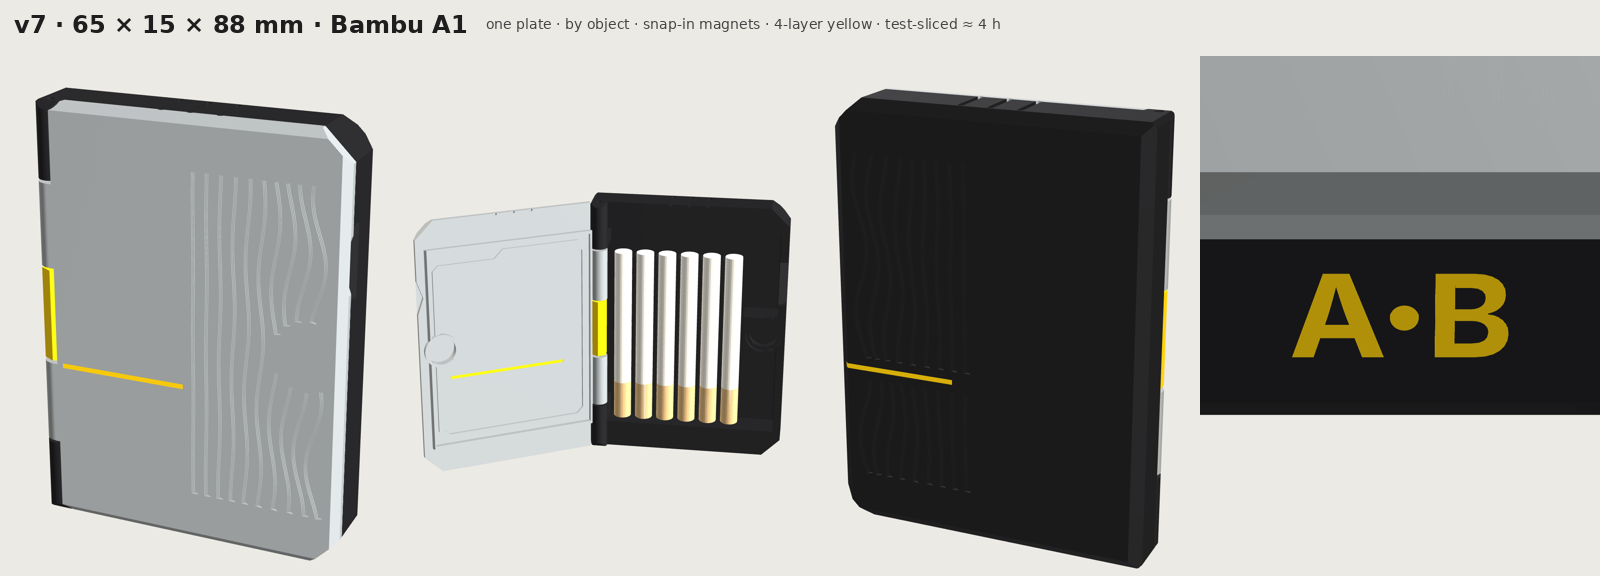 v7 · 65 × 15 × 88 mm · Bambu A1 one plate · by object · snap-in magnets · 4-layer yellow · test-sliced ≈ 4 h
A•B